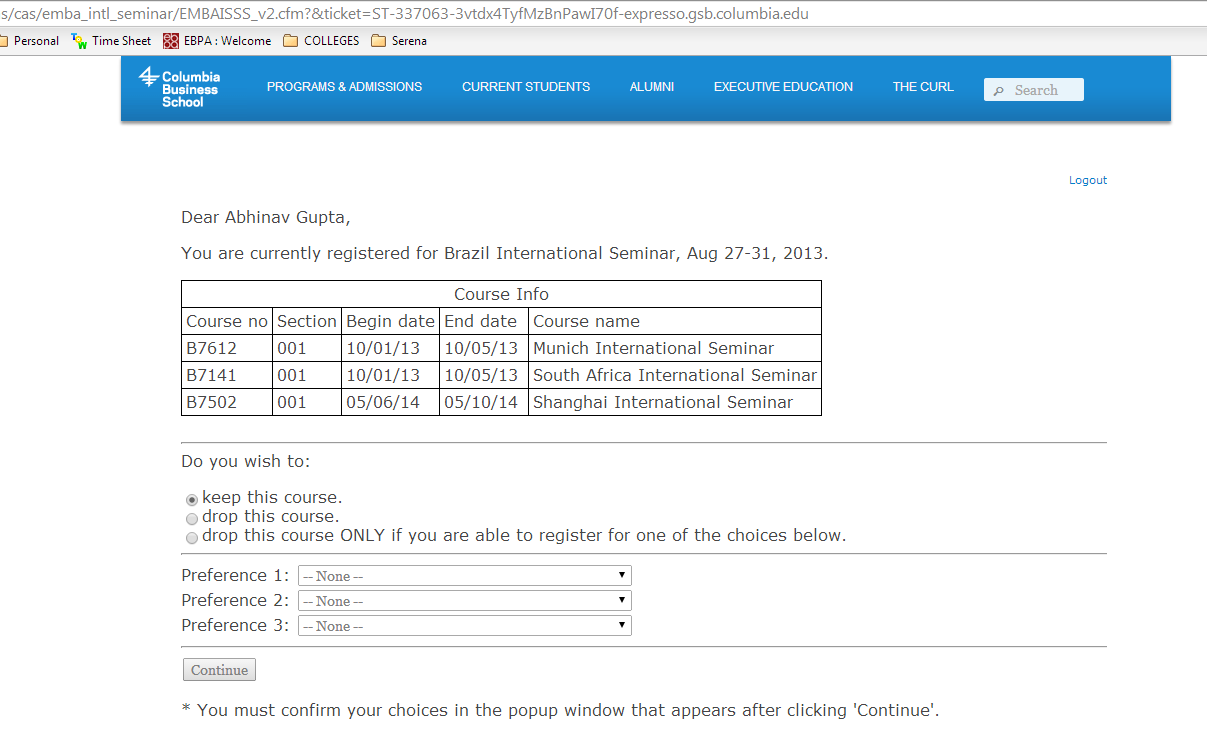 s/cas/emba_intl_seminar/EMBAISSS_v2.cfm?&ticket=ST-337063-3vtdx4TyfMzBnPawI70f-expresso.gsb.columbia.edu
Personal Time Sheet EBPA : Welcome COLLEGES Serena
Columbia
Business
School
PROGRAMS & ADMISSIONS CURRENT STUDENTS ALUMNI EXECUTIVE EDUCATION THE CURL Search
Logout
Dear Abhinav Gupta,
You are currently registered for Brazil International Seminar, Aug 27-31, 2013.
Course Info
Course no Section Begin date End date Course name
B7612 001 10/01/13 10/05/13 Munich International Seminar
B7141 001 10/01/13 10/05/13 South Africa International Seminar
B7502 001 05/06/14 05/10/14 Shanghai International Seminar
Do you wish to:
keep this course.
drop this course.
drop this course ONLY if you are able to register for one of the choices below.
Preference 1: -- None --
Preference 2: -- None --
Preference 3: -- None --
Continue
* You must confirm your choices in the popup window that appears after clicking 'Continue'.